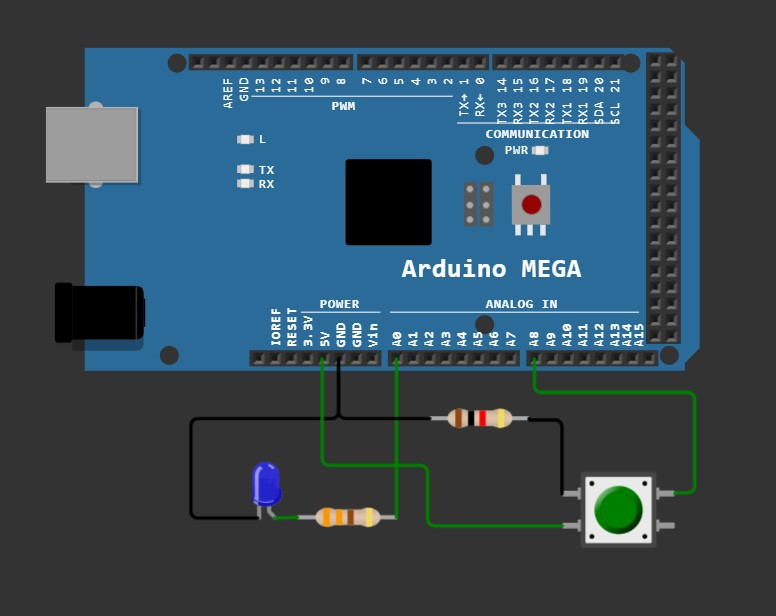 AREF GND 13 12 11 10 9 8 7 6 5 4 3 2 TX→ 1 RX← 0 TX3 14 RX3 15 TX2 16 RX2 17 TX1 18 RX1 19 SDA 20 SCL 21
PWM
COMMUNICATION
L
PWR
TX
RX
Arduino MEGA
POWER ANALOG IN
IOREF RESET 3.3V 5V GND GND Vin A0 A1 A2 A3 A4 A5 A6 A7 A8 A9 A10 A11 A12 A13 A14 A15